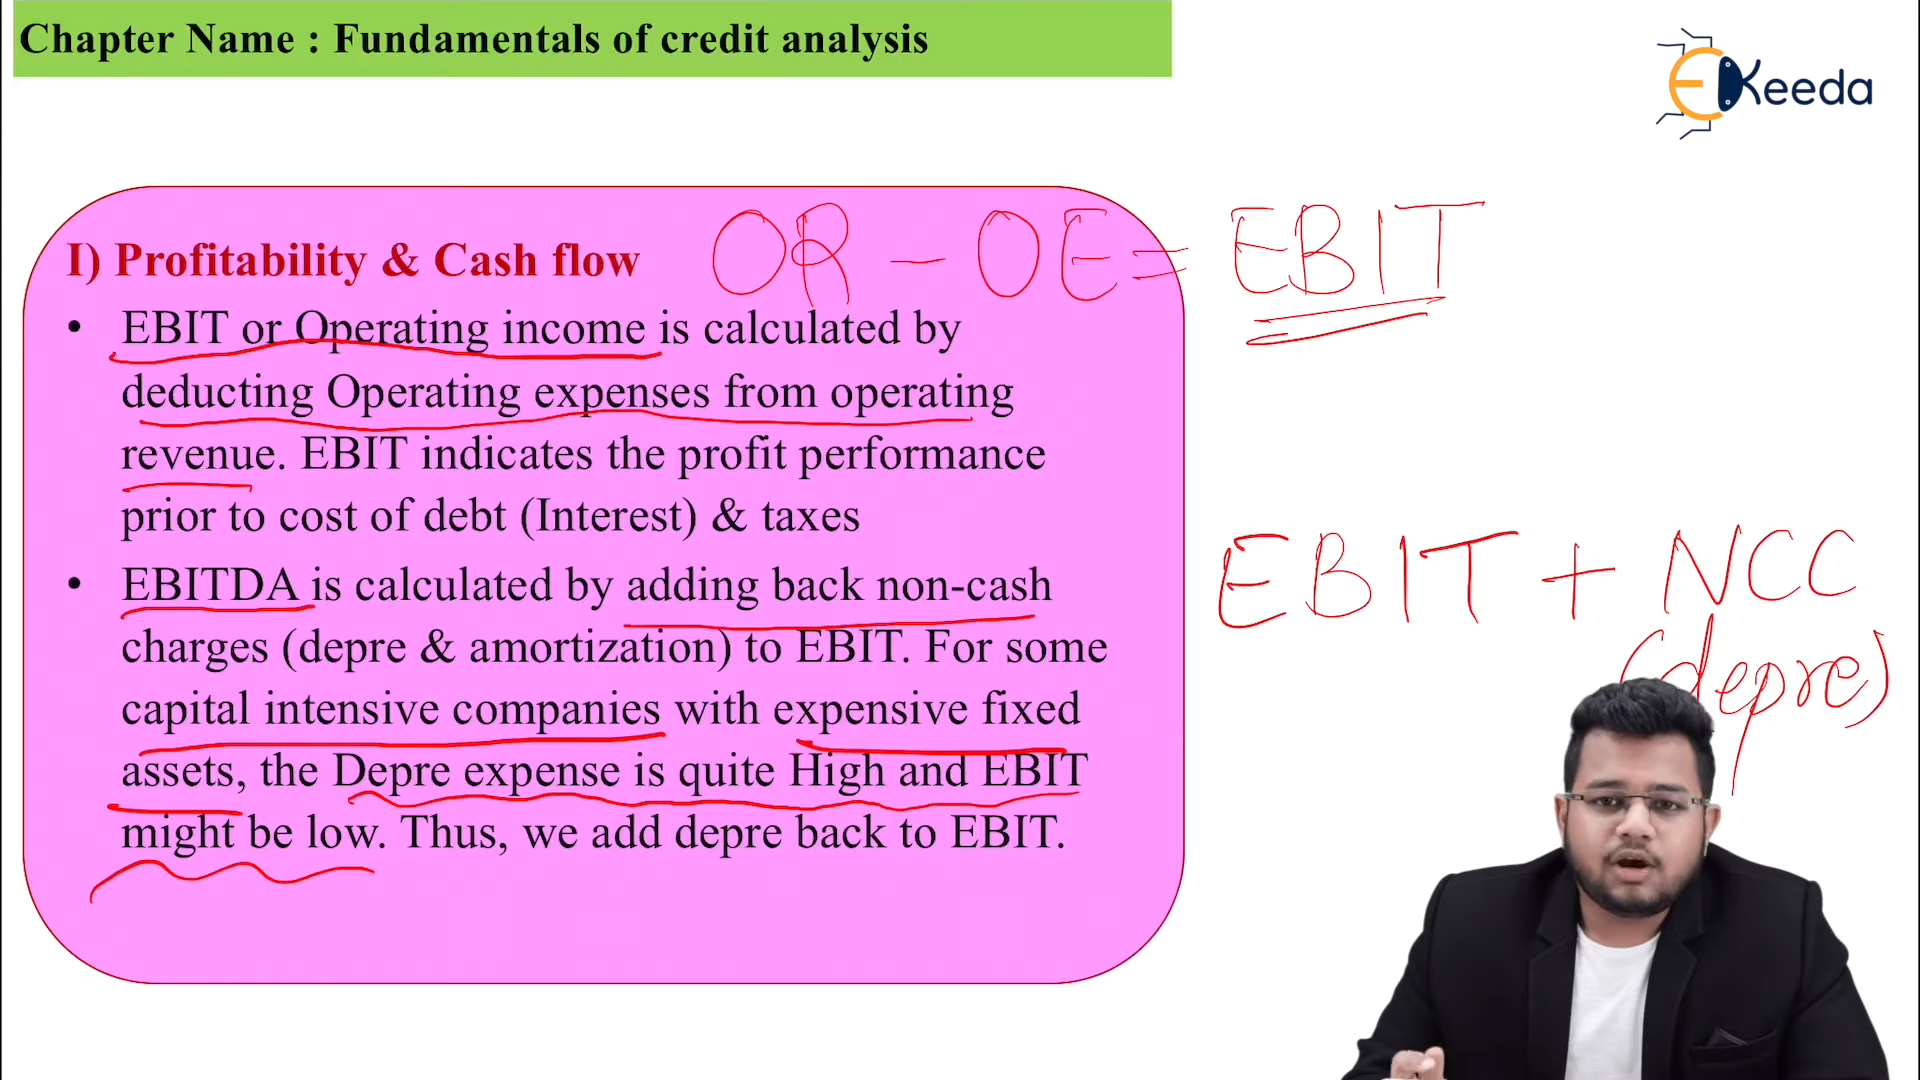 Chapter Name : Fundamentals of credit analysis
EKeeda
I) Profitability & Cash flow
OR - OE = EBIT
• EBIT or Operating income is calculated by
deducting Operating expenses from operating
revenue. EBIT indicates the profit performance
prior to cost of debt (Interest) & taxes
• EBITDA is calculated by adding back non-cash
charges (depre & amortization) to EBIT. For some
capital intensive companies with expensive fixed
assets, the Depre expense is quite High and EBIT
might be low. Thus, we add depre back to EBIT.
EBIT + NCC
(depre)